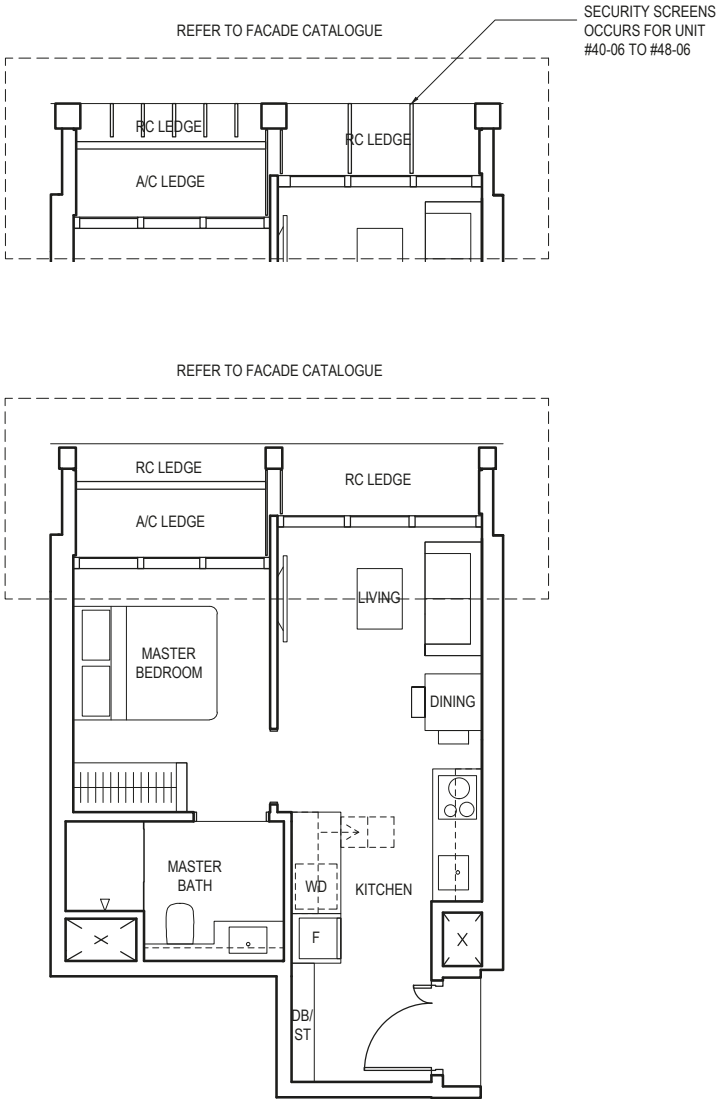 SECURITY SCREENS
OCCURS FOR UNIT
#40-06 TO #48-06
REFER TO FACADE CATALOGUE
RC LEDGE
RC LEDGE
A/C LEDGE
REFER TO FACADE CATALOGUE
RC LEDGE
RC LEDGE
A/C LEDGE
LIVING
MASTER
BEDROOM
DINING
MASTER
BATH
WD
KITCHEN
F
X
X
DB/
ST